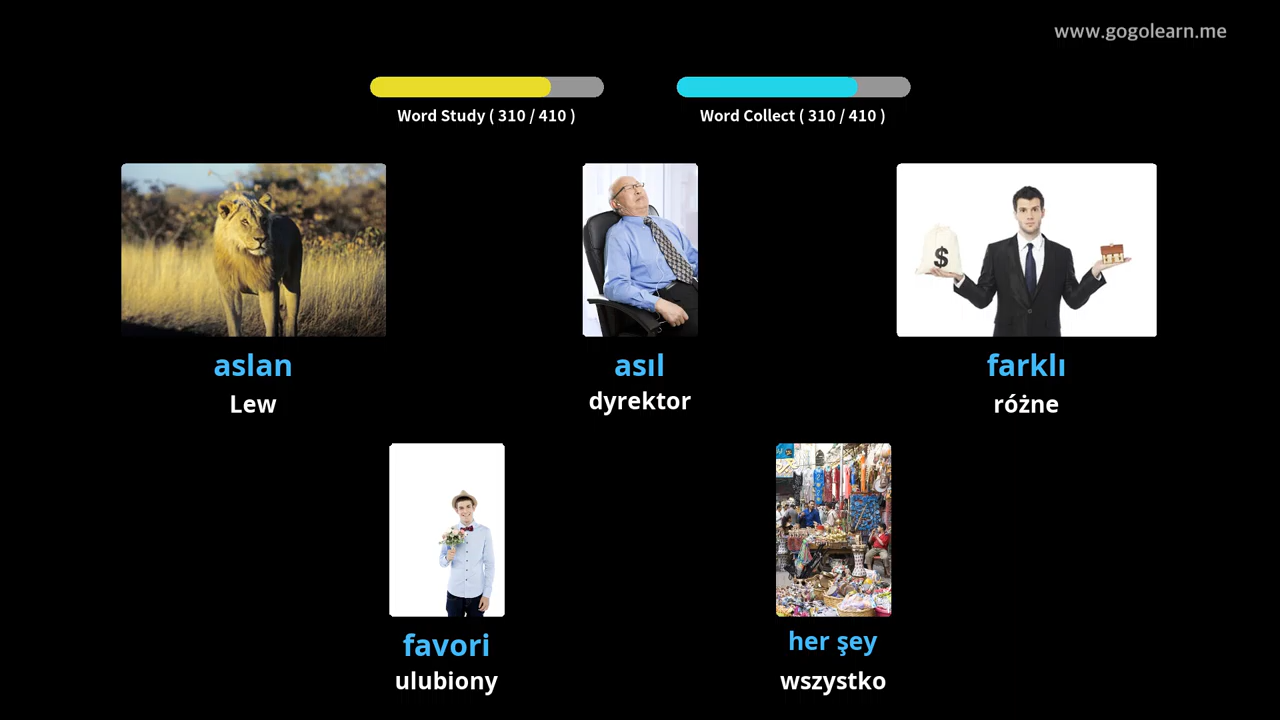 www.gogolearn.me
Word Study ( 310 / 410 )
Word Collect ( 310 / 410 )
aslan
Lew
asıl
dyrektor
farklı
różne
$
favori
ulubiony
her şey
wszystko